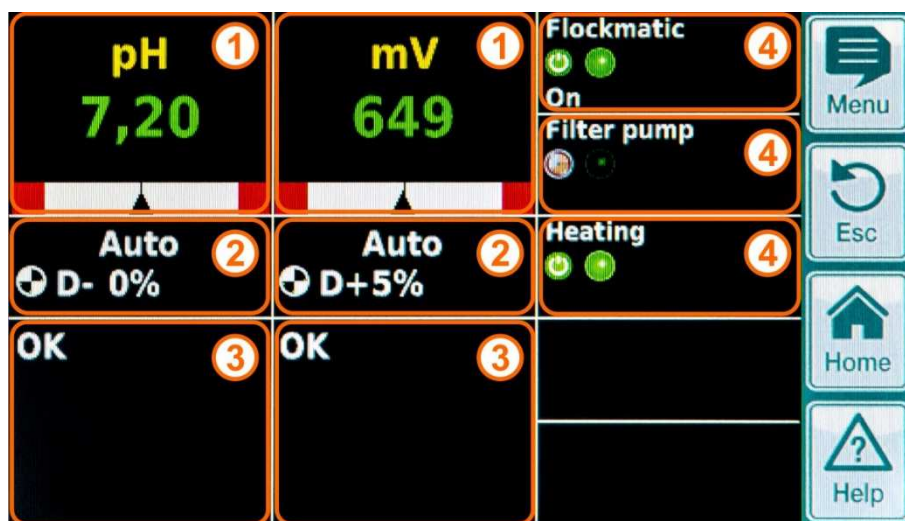 pH
1
7,20
mV
1
649
Flockmatic
4
On
Filter pump
4
Heating
4
Auto
2
D- 0%
Auto
2
D+5%
OK
3
OK
3
Menu
Esc
Home
?
Help